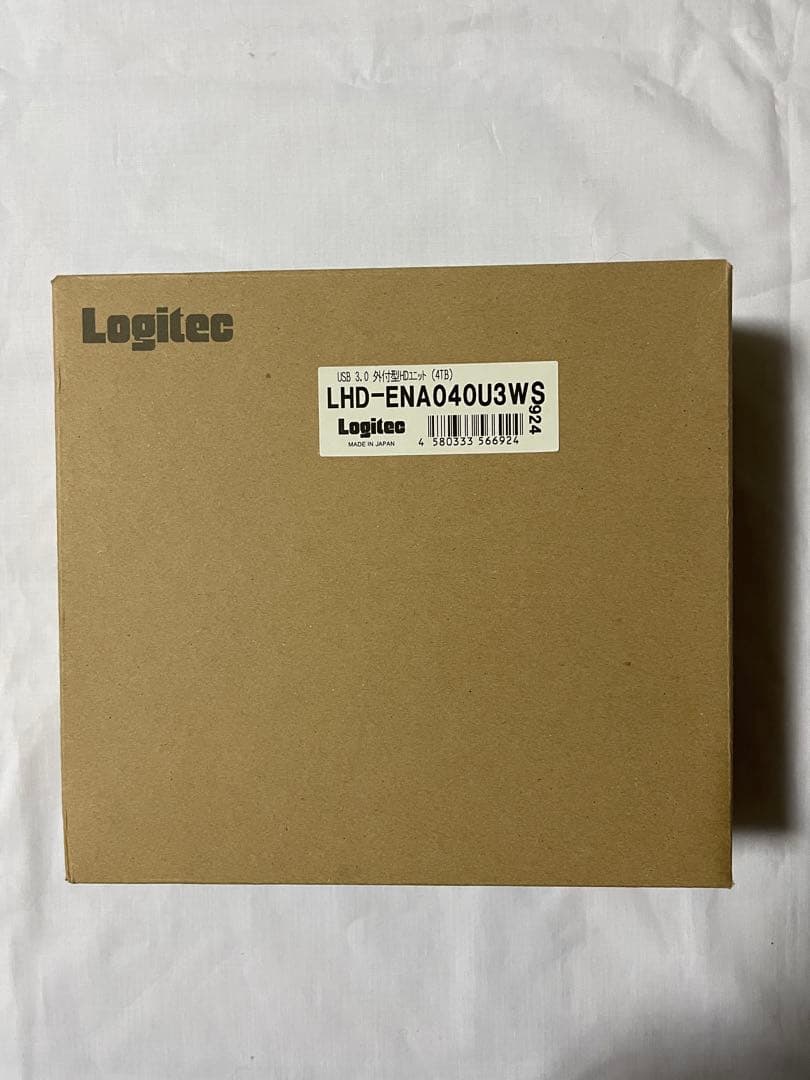 Logitec
USB 3.0 外付型HDユニット (4TB)
LHD-ENA040U3WS
Logitec
MADE IN JAPAN
4 580333 566924
924